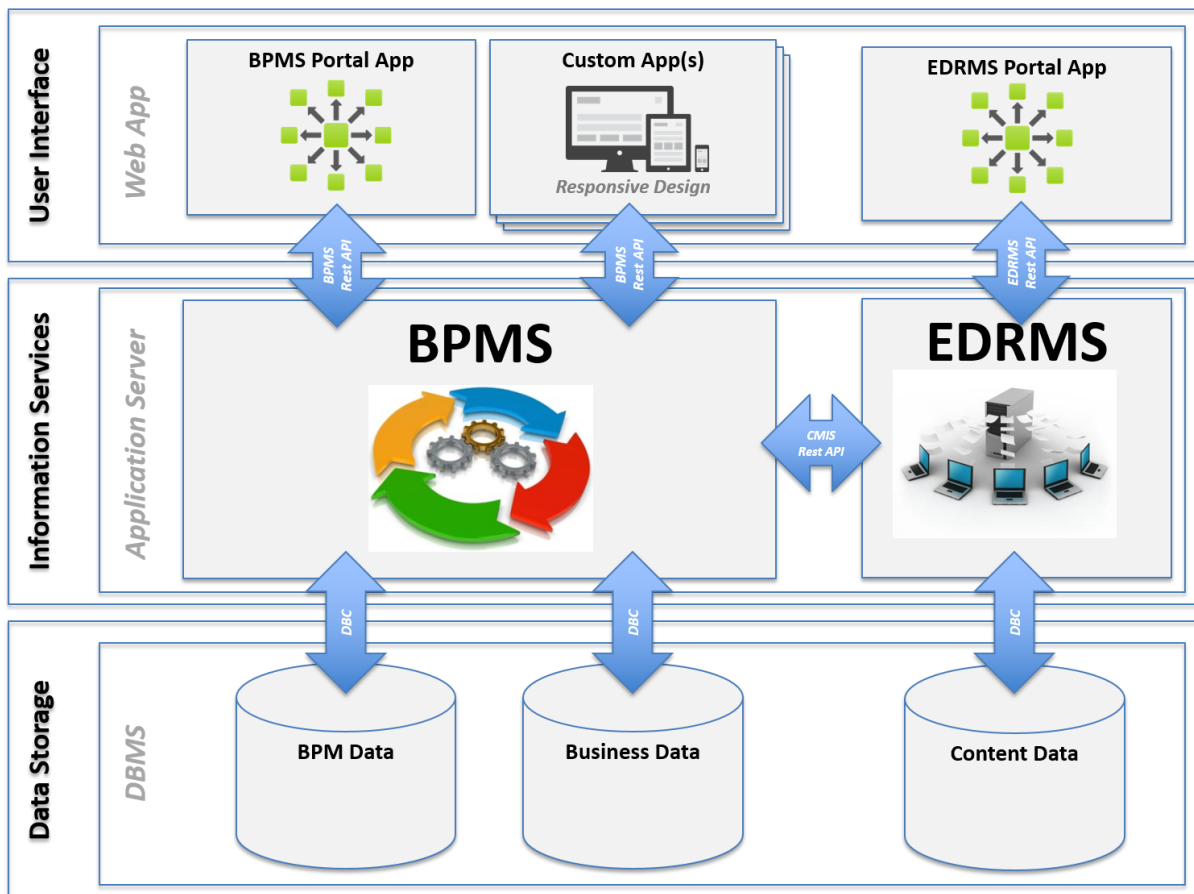 User Interface
Web App
BPMS Portal App
Custom App(s)
Responsive Design
EDRMS Portal App
BPMS
Rest API
BPMS
Rest API
EDRMS
Rest API
Information Services
Application Server
BPMS
EDRMS
CMIS
Rest API
DBC
DBC
DBC
Data Storage
DBMS
BPM Data
Business Data
Content Data